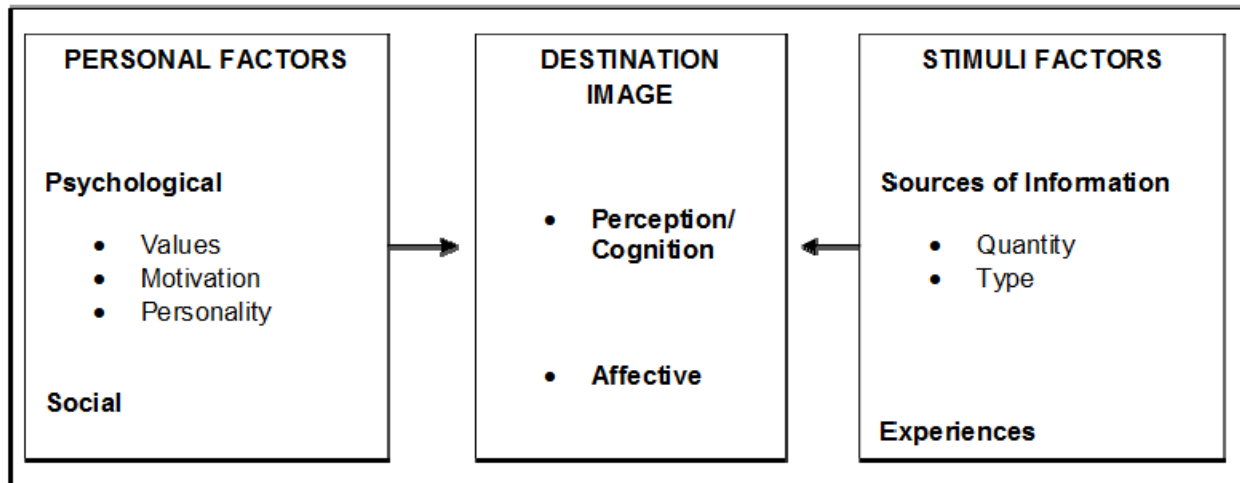 PERSONAL FACTORS
Psychological
• Values
• Motivation
• Personality
Social
DESTINATION
IMAGE
• Perception/
Cognition
• Affective
STIMULI FACTORS
Sources of Information
• Quantity
• Type
Experiences